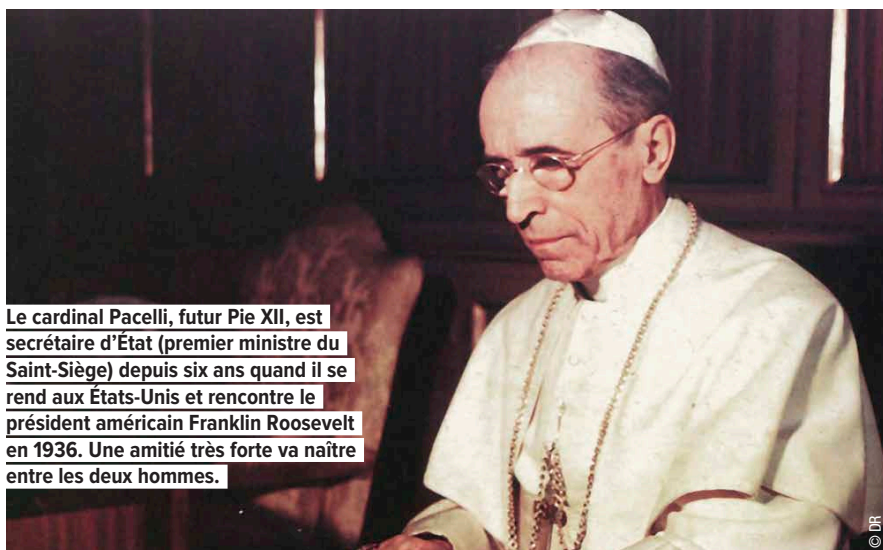 Le cardinal Pacelli, futur Pie XII, est
secrétaire d’État (premier ministre du
Saint-Siège) depuis six ans quand il se
rend aux États-Unis et rencontre le
président américain Franklin Roosevelt
en 1936. Une amitié très forte va naître
entre les deux hommes.
© DR